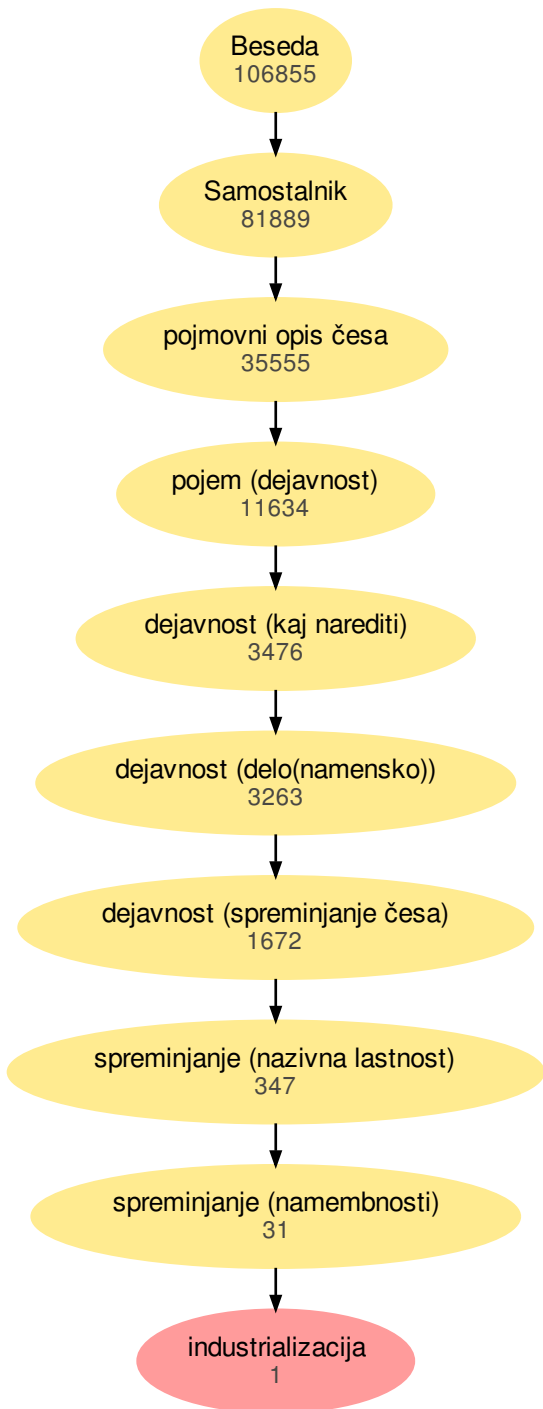 Beseda
106855
Samostalnik
81889
pojmovni opis česa
35555
pojem (dejavnost)
11634
dejavnost (kaj narediti)
3476
dejavnost (delo(namensko))
3263
dejavnost (spreminjanje česa)
1672
spreminjanje (nazivna lastnost)
347
spreminjanje (namembnosti)
31
industrializacija
1